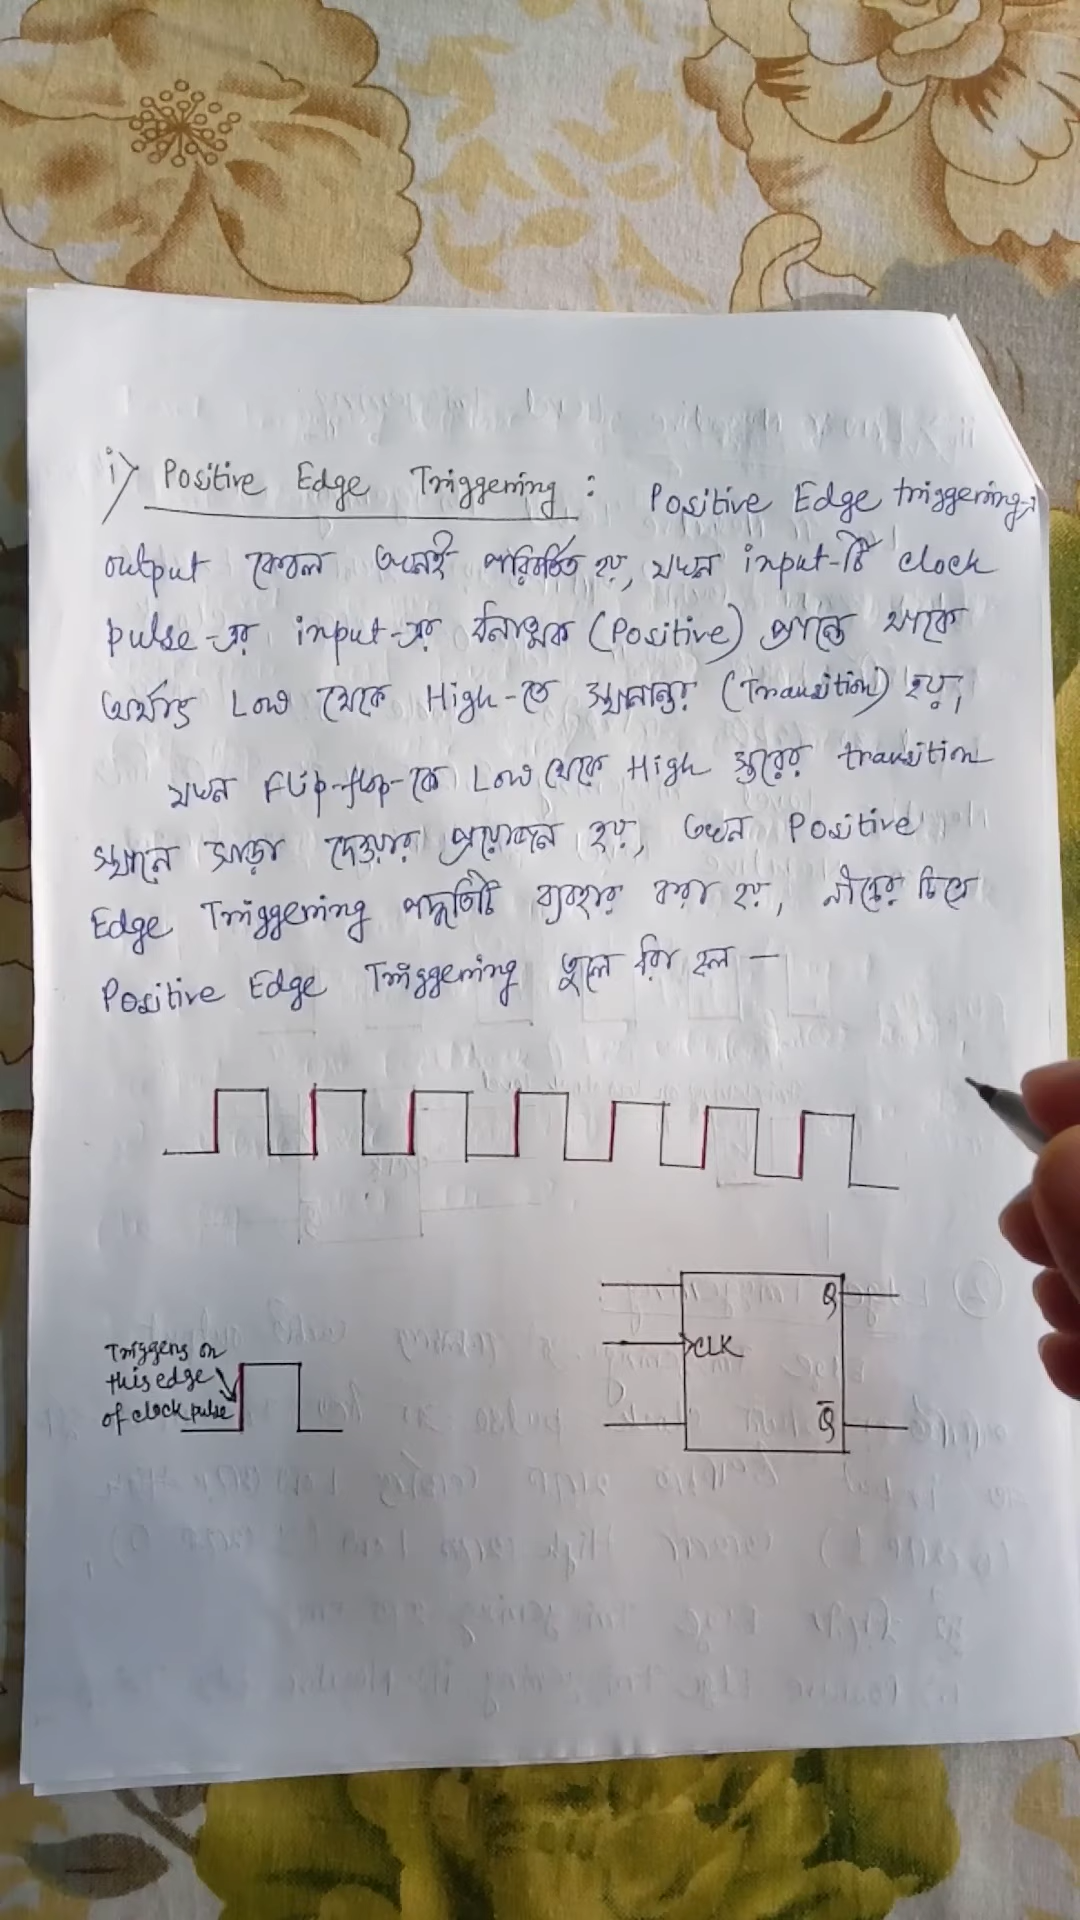 i) Positive Edge Triggering : Positive Edge triggering-এ
output কেবল তখনই পরিবর্তিত হয়, যখন input-টি clock
pulse-এর input-এর ধনাত্মক (Positive) প্রান্তে থাকে
অর্থাৎ Low থেকে High-তে স্থানান্তর (Transition) হয়,
যখন Flip-flop-কে Low থেকে High স্তরের transition
স্থানে সাড়া দেওয়ার প্রয়োজন হয়, তখন Positive
Edge Triggering পদ্ধতিটি ব্যবহার করা হয়, নীচের চিত্রে
Positive Edge Triggering তুলে ধরা হল —
Triggers on
this edge
of clock pulse
Q
CLK
Q̅